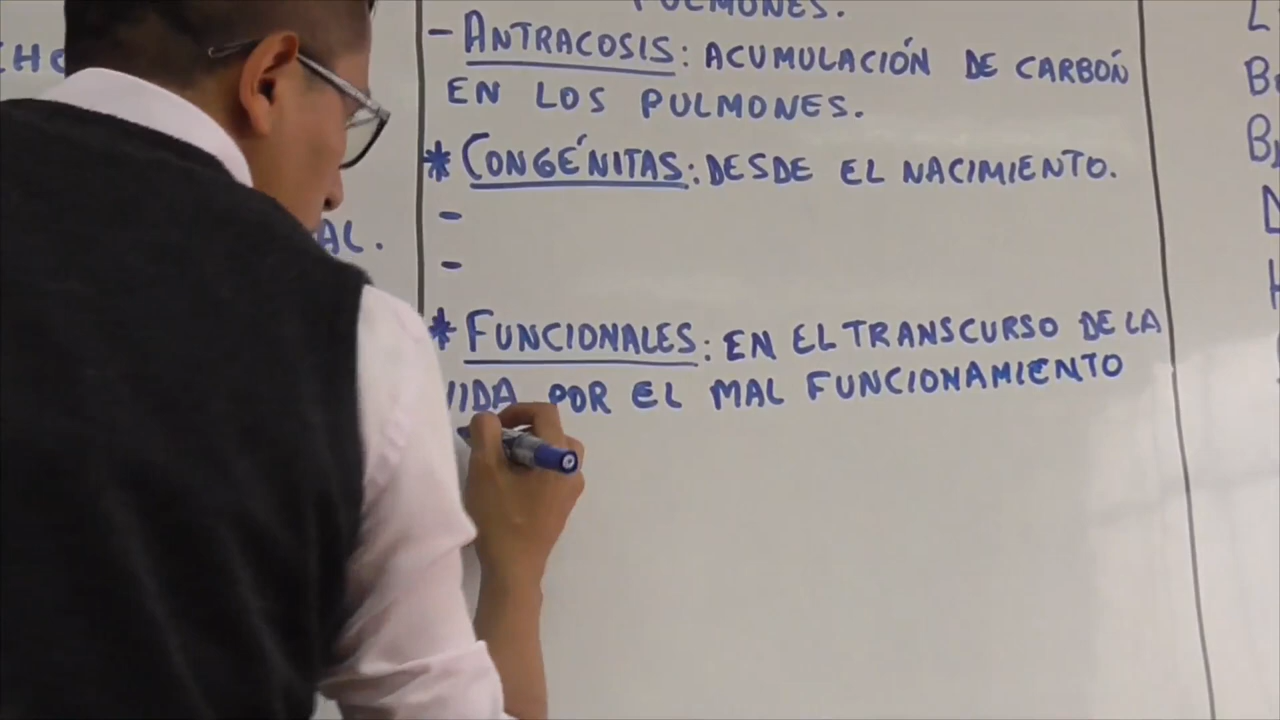 PULMONES.
- ANTRACOSIS: ACUMULACIÓN DE CARBÓN
EN LOS PULMONES.
* CONGÉNITAS: DESDE EL NACIMIENTO.
-
-
* FUNCIONALES: EN EL TRANSCURSO DE LA
VIDA POR EL MAL FUNCIONAMIENTO